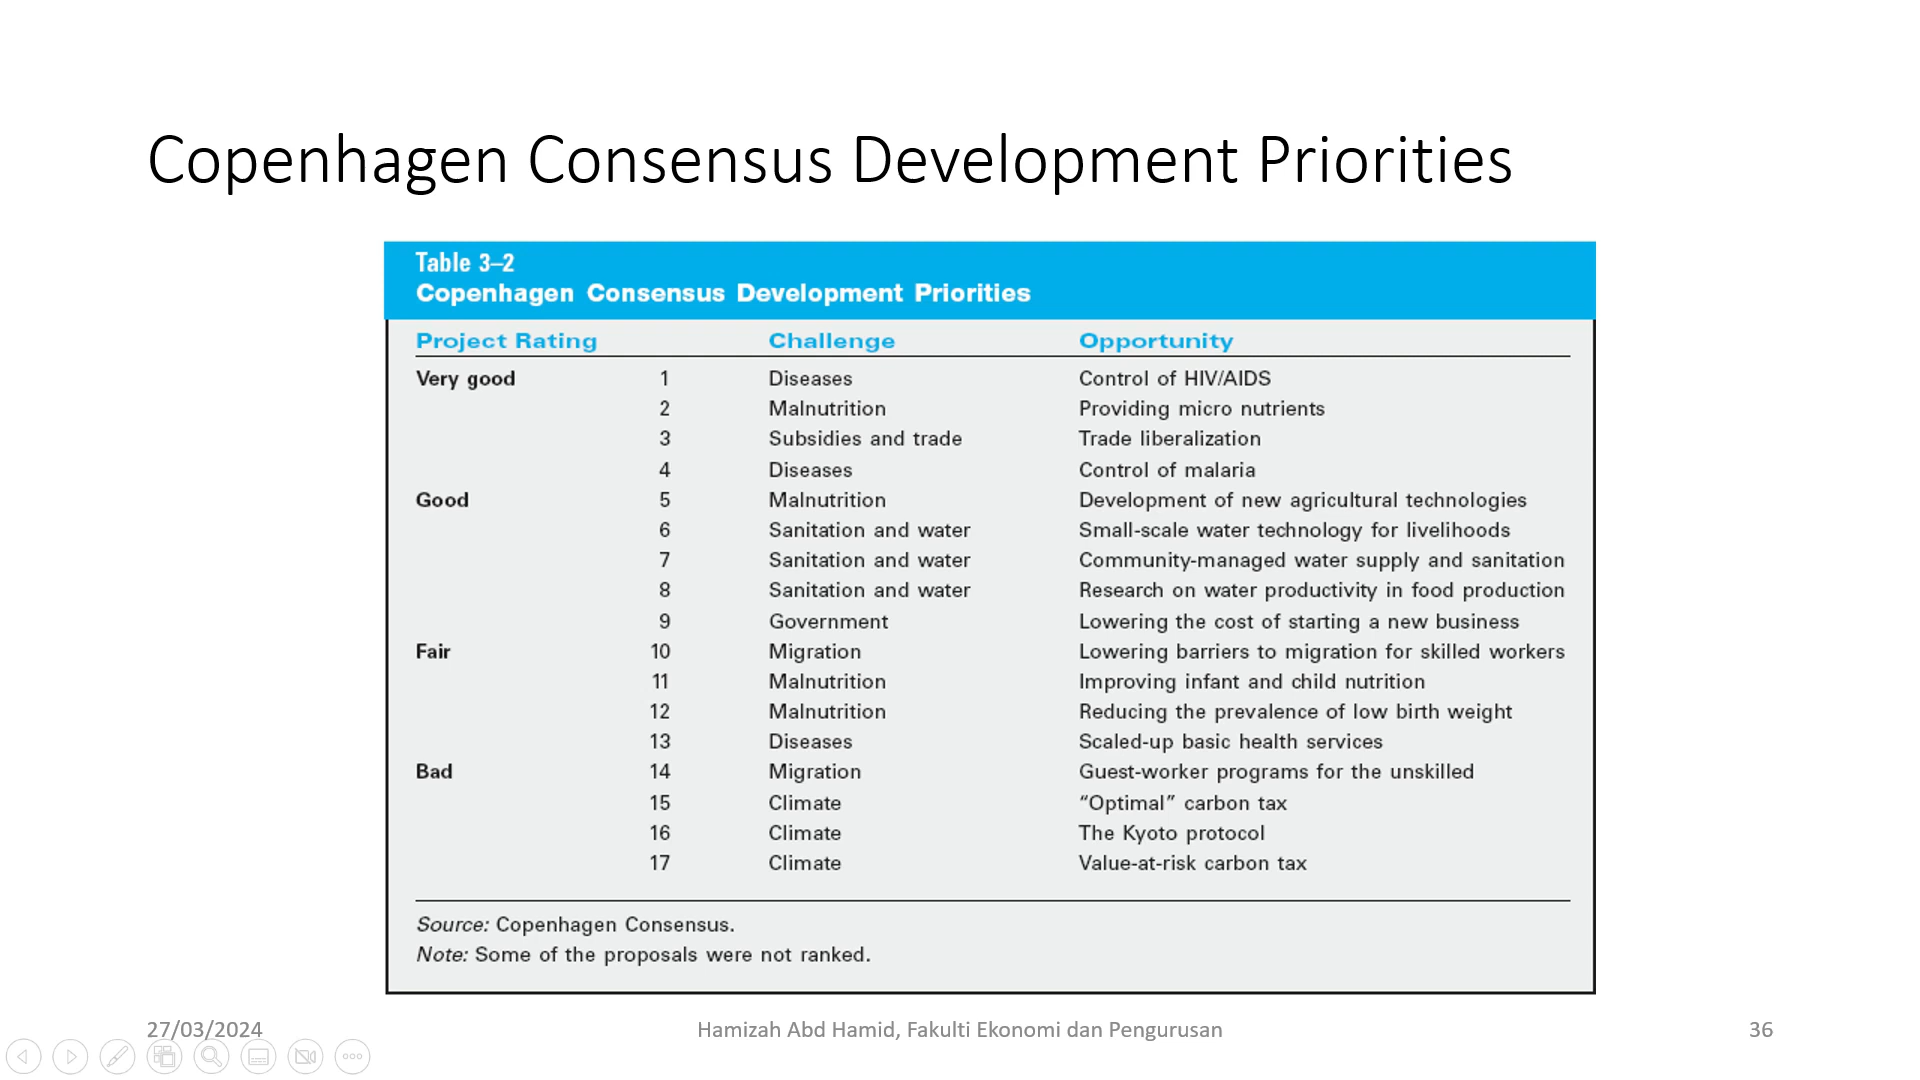 Copenhagen Consensus Development Priorities
Table 3–2
Copenhagen Consensus Development Priorities
Project Rating Challenge Opportunity
Very good 1 Diseases Control of HIV/AIDS
2 Malnutrition Providing micro nutrients
3 Subsidies and trade Trade liberalization
4 Diseases Control of malaria
Good 5 Malnutrition Development of new agricultural technologies
6 Sanitation and water Small-scale water technology for livelihoods
7 Sanitation and water Community-managed water supply and sanitation
8 Sanitation and water Research on water productivity in food production
9 Government Lowering the cost of starting a new business
Fair 10 Migration Lowering barriers to migration for skilled workers
11 Malnutrition Improving infant and child nutrition
12 Malnutrition Reducing the prevalence of low birth weight
13 Diseases Scaled-up basic health services
Bad 14 Migration Guest-worker programs for the unskilled
15 Climate “Optimal” carbon tax
16 Climate The Kyoto protocol
17 Climate Value-at-risk carbon tax
Source: Copenhagen Consensus.
Note: Some of the proposals were not ranked.
27/03/2024 Hamizah Abd Hamid, Fakulti Ekonomi dan Pengurusan 36